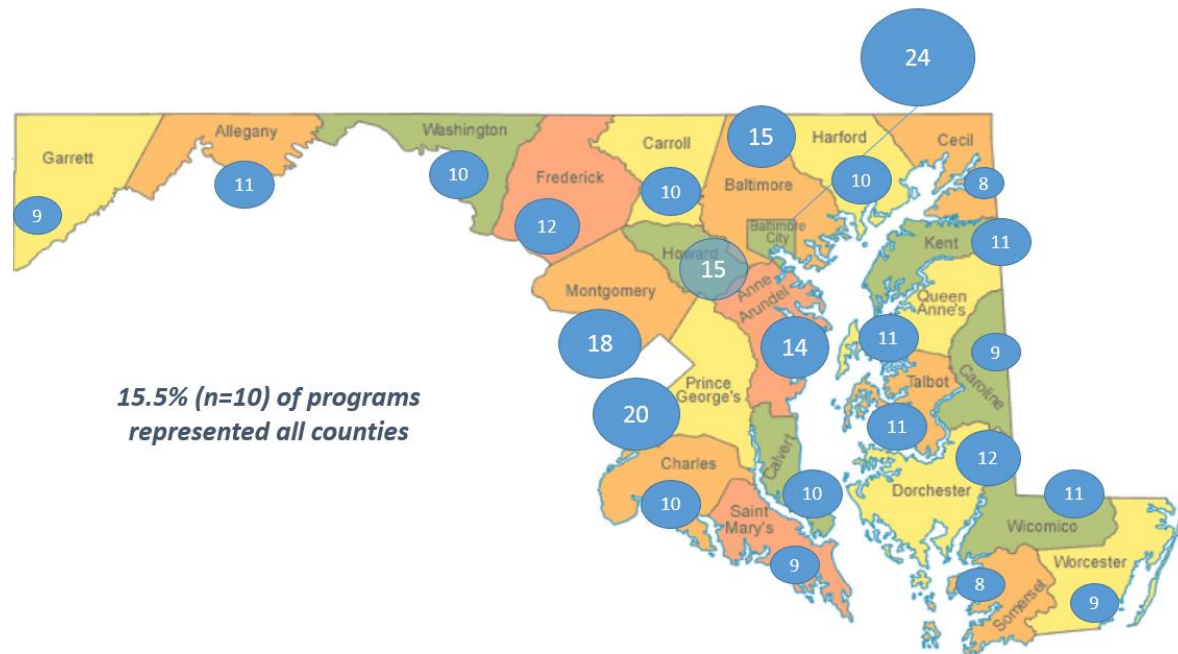 24
Garrett
9
Allegany
11
Washington
10
Frederick
12
Carroll
10
15
Baltimore
Harford
10
Cecil
8
Baltimore
City
Howard
15
Kent
11
Montgomery
18
Anne
Arundel
14
Queen
Anne's
11
Caroline
9
Talbot
11
Prince
George's
20
15.5% (n=10) of programs
represented all counties
Charles
10
Calvert
10
Saint
Mary's
9
Dorchester
12
Wicomico
11
Somerset
8
Worcester
9